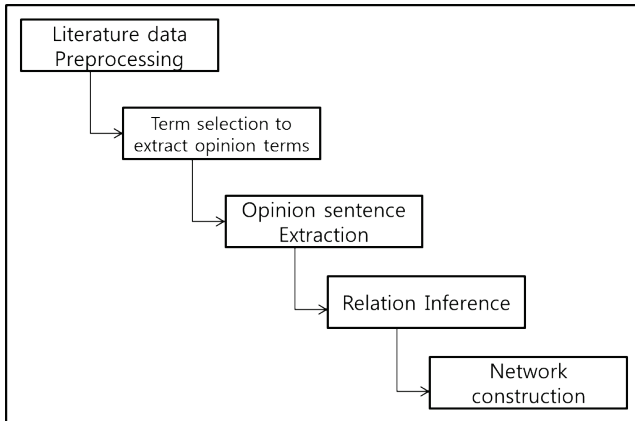 Literature data
Preprocessing
Term selection to
extract opinion terms
Opinion sentence
Extraction
Relation Inference
Network
construction